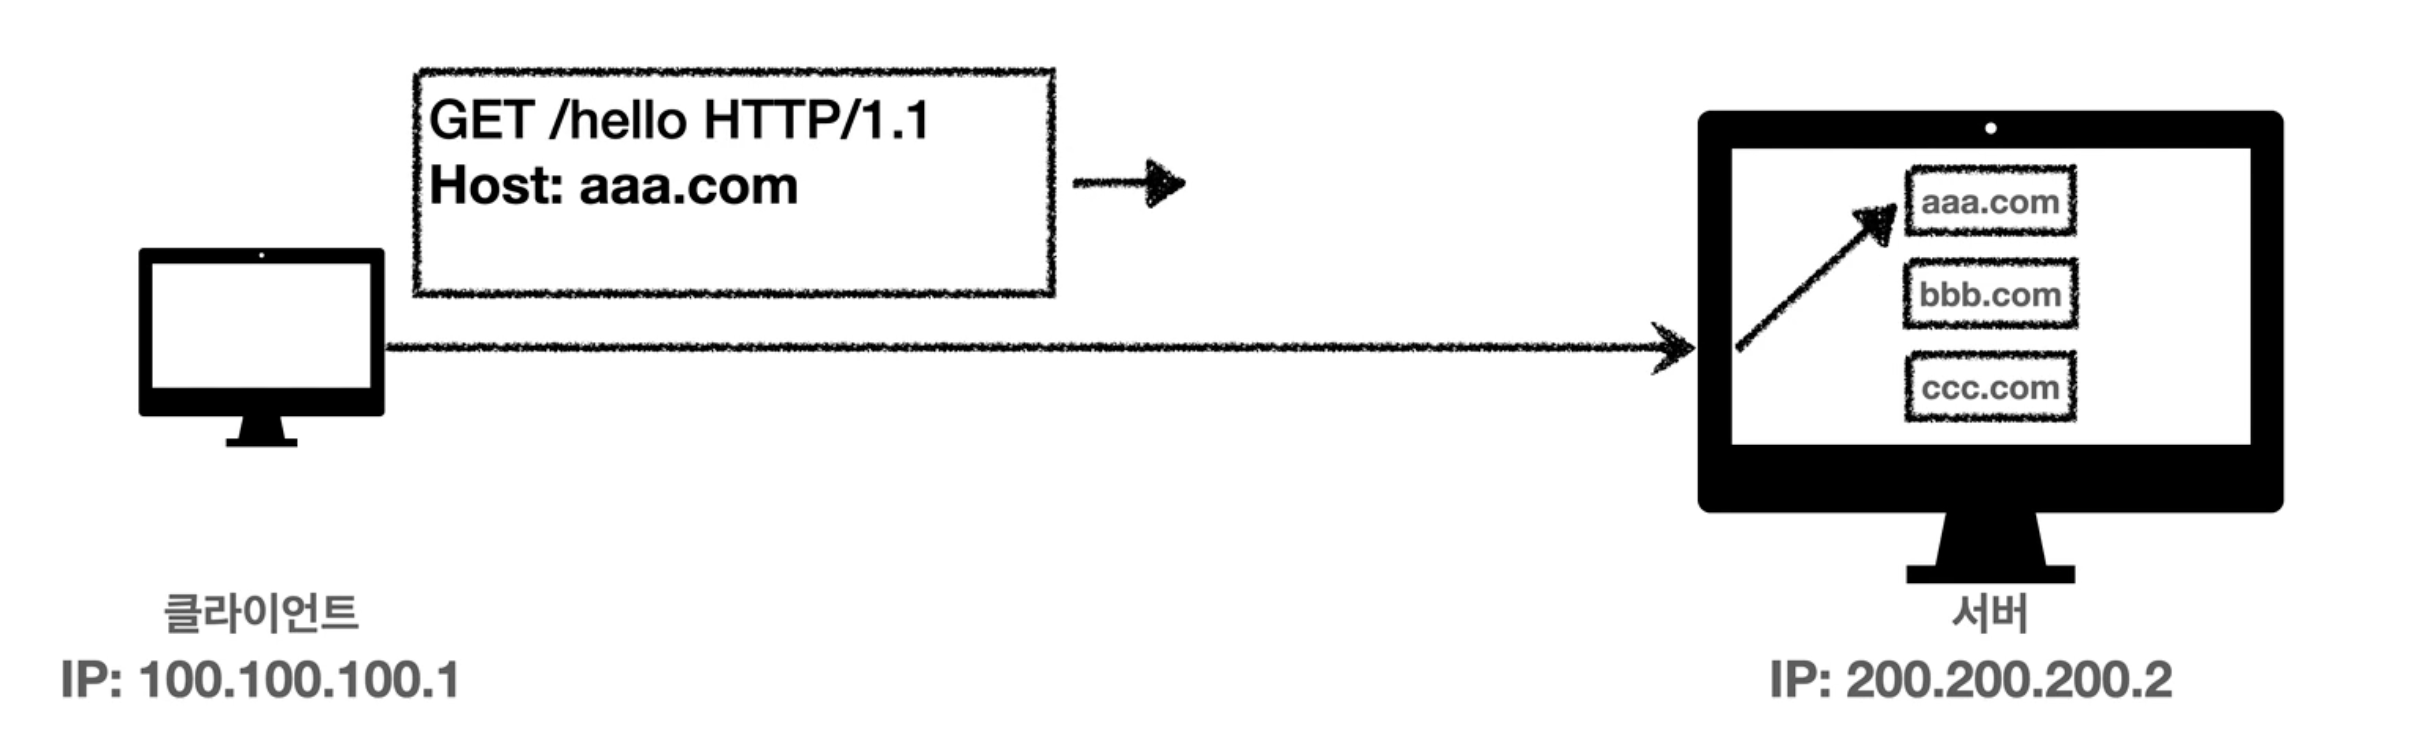 GET /hello HTTP/1.1
Host: aaa.com
aaa.com
bbb.com
ccc.com
클라이언트
IP: 100.100.100.1
서버
IP: 200.200.200.2